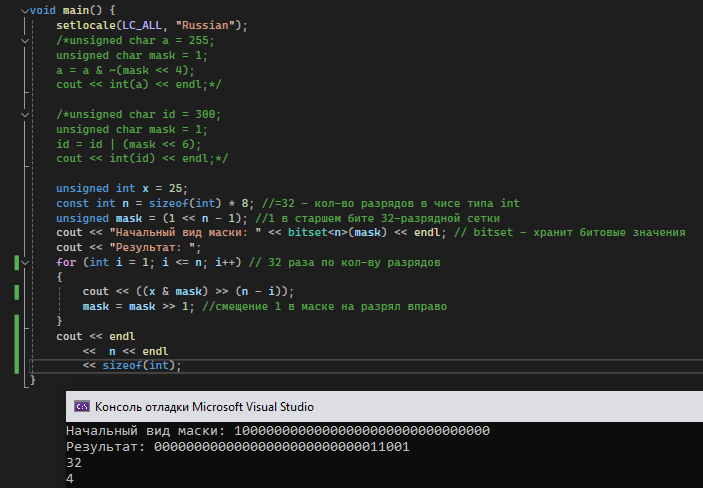 void main() {
setlocale(LC_ALL, "Russian");
/*unsigned char a = 255;
unsigned char mask = 1;
a = a & ~(mask << 4);
cout << int(a) << endl;*/
/*unsigned char id = 300;
unsigned char mask = 1;
id = id | (mask << 6);
cout << int(id) << endl;*/
unsigned int x = 25;
const int n = sizeof(int) * 8; //=32 - кол-во разрядов в чисе типа int
unsigned mask = (1 << n - 1); //1 в старшем бите 32-разрядной сетки
cout << "Начальный вид маски: " << bitset<n>(mask) << endl; // bitset - хранит битовые значения
cout << "Результат: ";
for (int i = 1; i <= n; i++) // 32 раза по кол-ву разрядов
{
cout << ((x & mask) >> (n - i));
mask = mask >> 1; //смещение 1 в маске на разрял вправо
}
cout << endl
<< n << endl
<< sizeof(int);
}
Консоль отладки Microsoft Visual Studio
Начальный вид маски: 10000000000000000000000000000000
Результат: 00000000000000000000000000011001
32
4